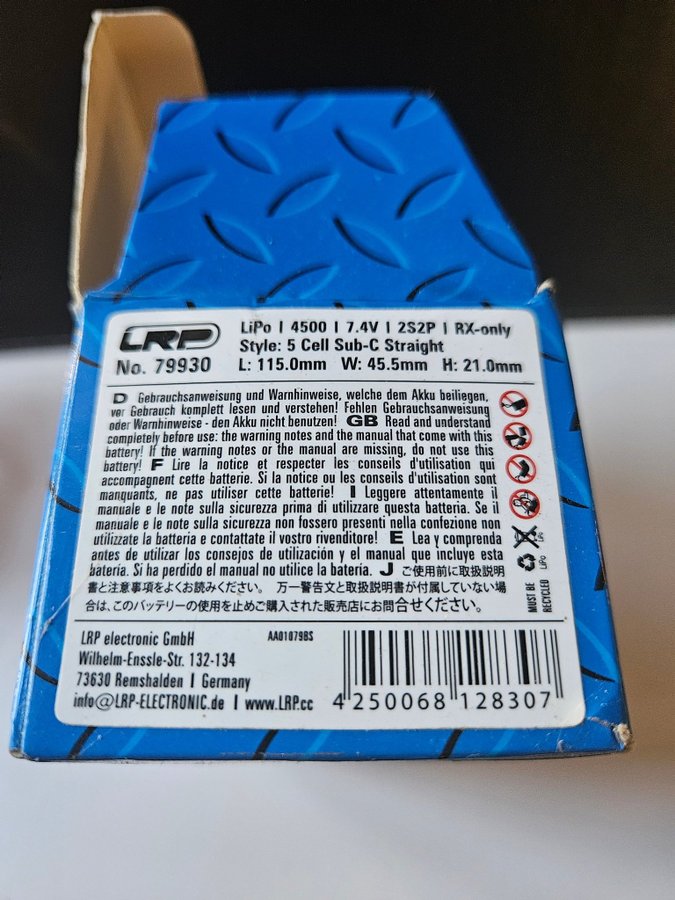 LRP
LiPo | 4500 | 7.4V | 2S2P | RX-only
Style: 5 Cell Sub-C Straight
No. 79930 L: 115.0mm W: 45.5mm H: 21.0mm
D Gebrauchsanweisung und Warnhinweise, welche dem Akku beiliegen,
vor Gebrauch komplett lesen und verstehen! Fehlen Gebrauchsanweisung
oder Warnhinweise - den Akku nicht benutzen! GB Read and understand
completely before use: the warning notes and the manual that come with this
battery! If the warning notes or the manual are missing, do not use this
battery! F Lire la notice et respecter les conseils d'utilisation qui
accompagnent cette batterie. Si la notice ou les conseils d'utilisation sont
manquants, ne pas utiliser cette batterie! I Leggere attentamente il
manuale e le note sulla sicurezza prima di utilizzare questa batteria. Se il
manuale e le note sulla sicurezza non fossero presenti nella confezione non
utilizzate la batteria e contattate il vostro rivenditore! E Lea y comprenda
antes de utilizar los consejos de utilización y el manual que incluye esta
batería. Si ha perdido el manual no utilice la batería. J ご使用前に取扱説明
書と注意事項をよくお読みください。 万一警告文と取扱説明書が付属していない場
合は、このバッテリーの使用を止めご購入された販売店にお問合せください。
MUST BE
RECYCLED
LiPo
LiPo
LRP electronic GmbH
Wilhelm-Enssle-Str. 132-134
73630 Remshalden | Germany
info@LRP-ELECTRONIC.de | www.LRP.cc
AA01079BS
4 250068 128307